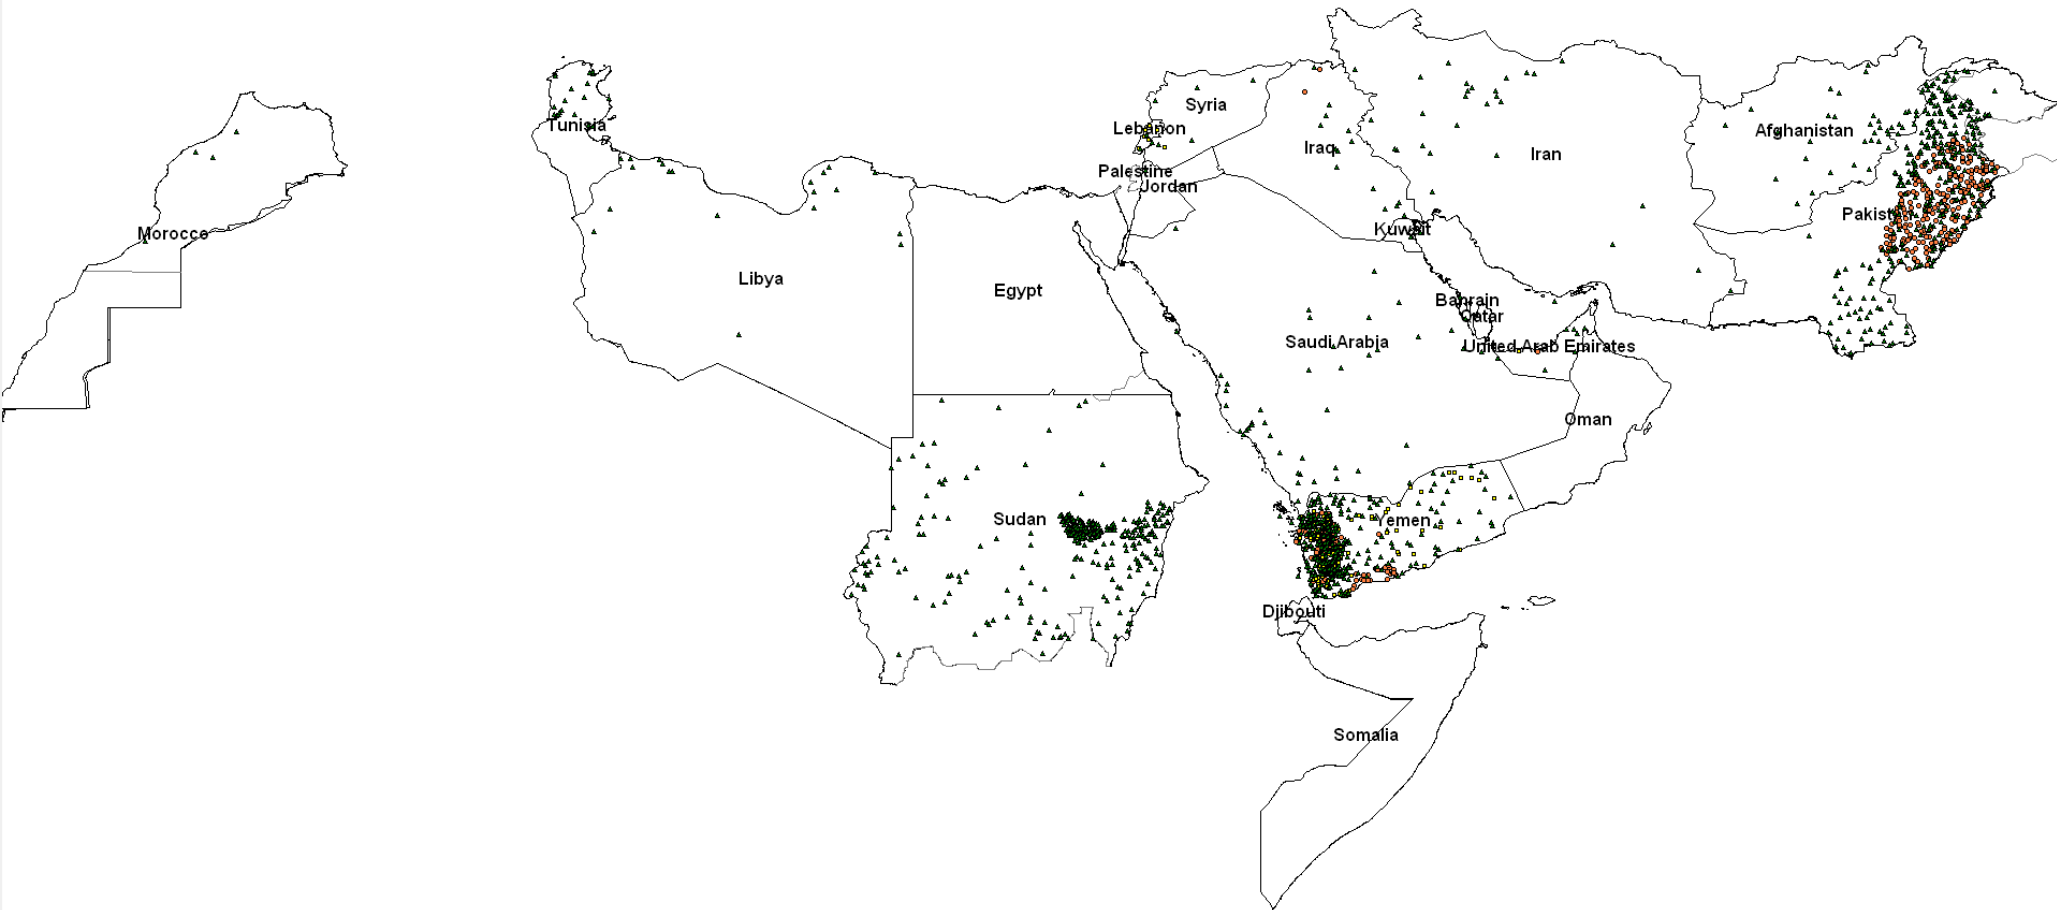 Syria
Tunisia
Lebanon
Afghanistan
Iraq
Iran
Palestine
Jordan
Pakist
Morocco
Kuwait
Libya
Egypt
Bahrain
Qatar
Saudi Arabia
United Arab Emirates
Oman
Sudan
Yemen
Djibouti
Somalia